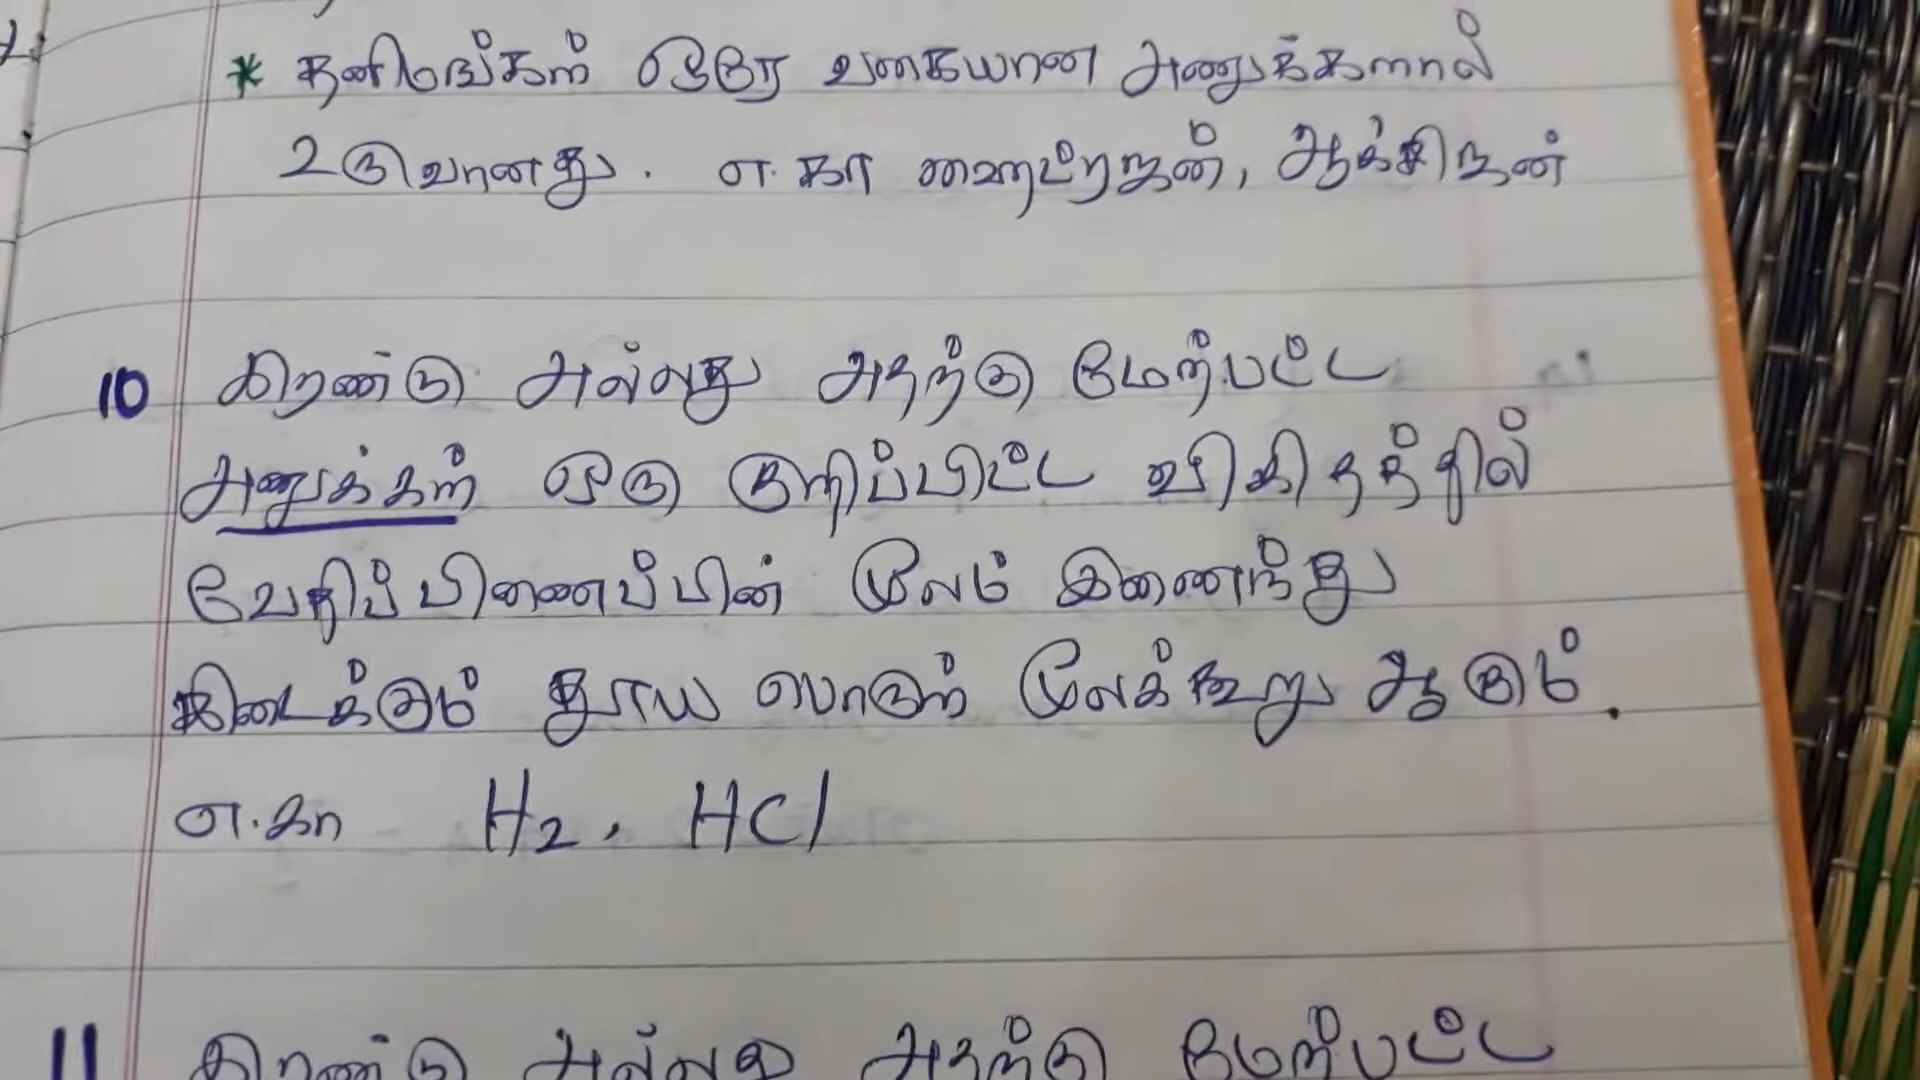 * தனிமங்கள் ஒரே வகையான அணுக்களால்
உருவானது. எ.கா ஹைட்ரஜன், ஆக்சிஜன்
10 இரண்டு அல்லது அதற்கு மேற்பட்ட
அணுக்கள் ஒரு குறிப்பிட்ட விகிதத்தில்
வேதிப்பிணைப்பின் மூலம் இணைந்து
கிடைக்கும் தூய பொருள் மூலக்கூறு ஆகும்.
எ.கா H2, HCl
11 இரண்டு அல்லது அதற்கு மேற்பட்ட